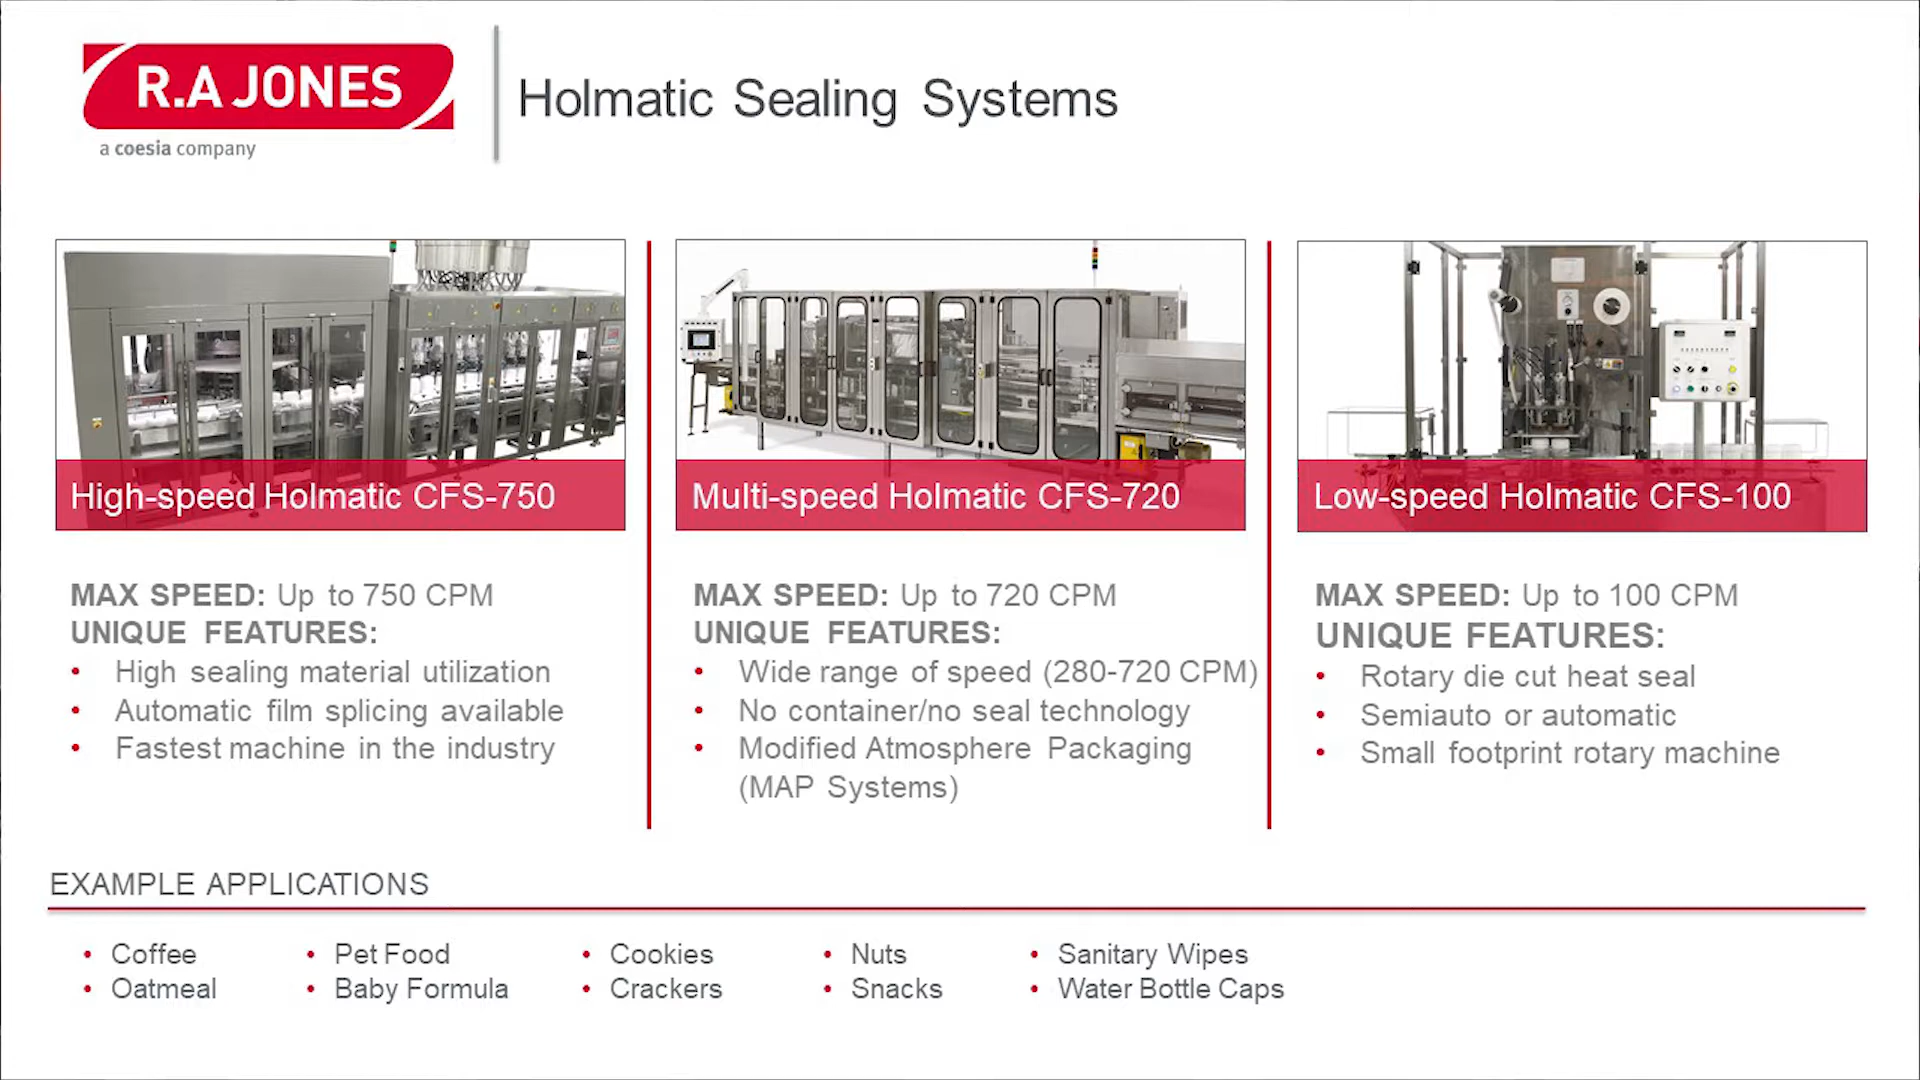 R.A JONES
a coesia company
Holmatic Sealing Systems
High-speed Holmatic CFS-750
MAX SPEED: Up to 750 CPM
UNIQUE FEATURES:
• High sealing material utilization
• Automatic film splicing available
• Fastest machine in the industry
Multi-speed Holmatic CFS-720
MAX SPEED: Up to 720 CPM
UNIQUE FEATURES:
• Wide range of speed (280-720 CPM)
• No container/no seal technology
• Modified Atmosphere Packaging
(MAP Systems)
Low-speed Holmatic CFS-100
MAX SPEED: Up to 100 CPM
UNIQUE FEATURES:
• Rotary die cut heat seal
• Semiauto or automatic
• Small footprint rotary machine
EXAMPLE APPLICATIONS
• Coffee
• Oatmeal
• Pet Food
• Baby Formula
• Cookies
• Crackers
• Nuts
• Snacks
• Sanitary Wipes
• Water Bottle Caps